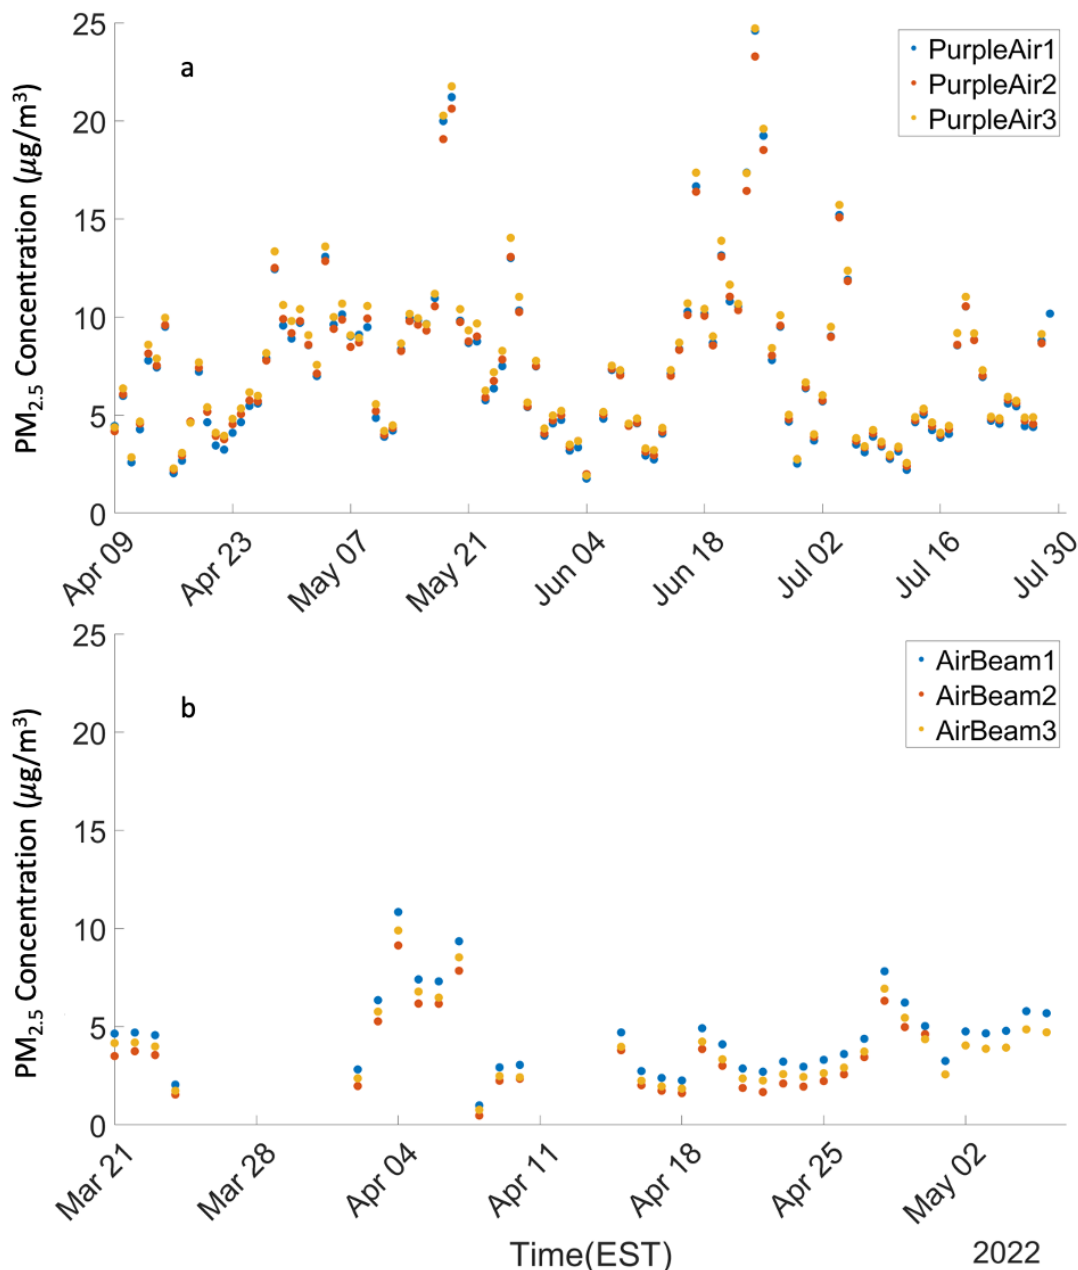 25
20
15
10
5
0
PM2.5 Concentration (μg/m³)
a
PurpleAir1
PurpleAir2
PurpleAir3
Apr 09
Apr 23
May 07
May 21
Jun 04
Jun 18
Jul 02
Jul 16
Jul 30
25
20
15
10
5
0
PM2.5 Concentration (μg/m³)
b
AirBeam1
AirBeam2
AirBeam3
Mar 21
Mar 28
Apr 04
Apr 11
Apr 18
Apr 25
May 02
Time(EST)
2022